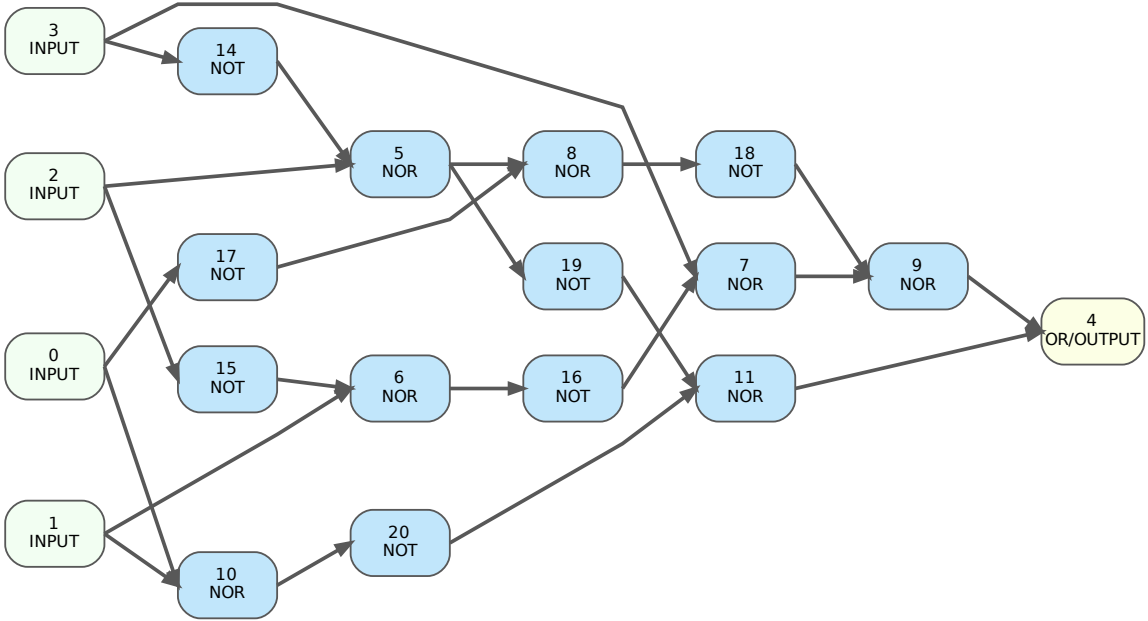 3
INPUT
14
NOT
2
INPUT
5
NOR
8
NOR
18
NOT
17
NOT
19
NOT
7
NOR
9
NOR
4
OR/OUTPUT
0
INPUT
15
NOT
6
NOR
16
NOT
11
NOR
1
INPUT
20
NOT
10
NOR